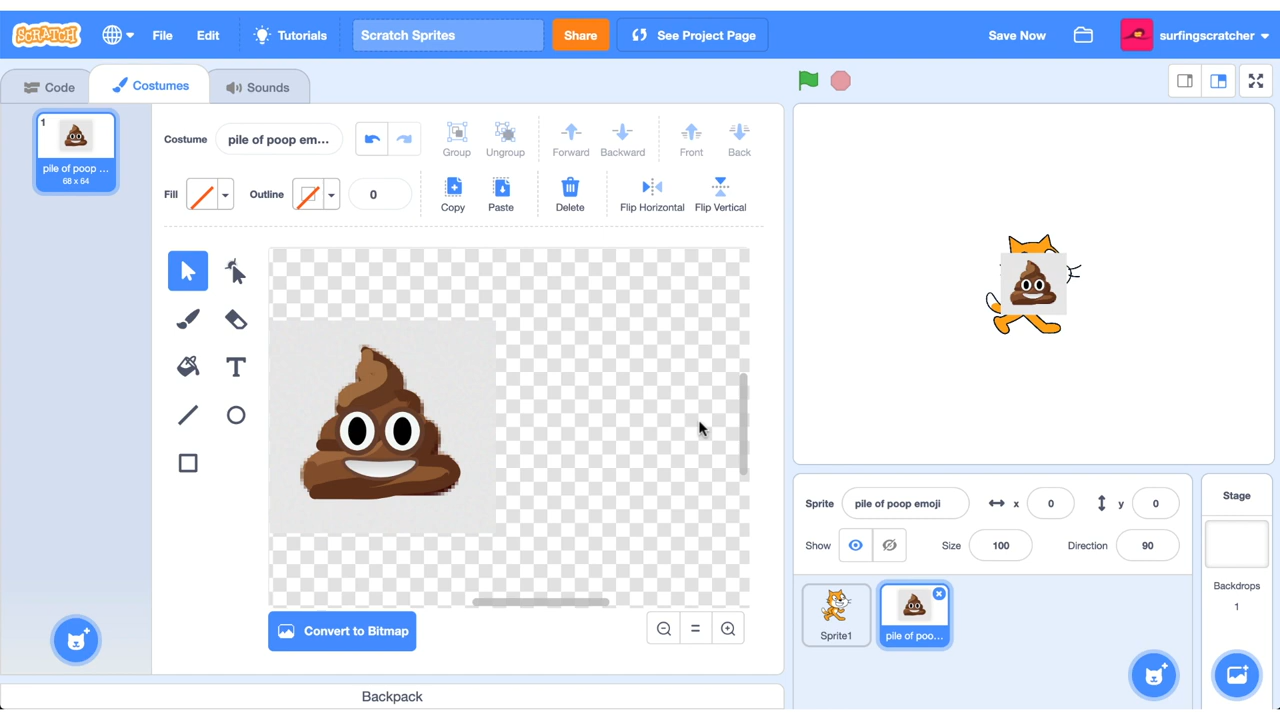 SCRATCH File Edit Tutorials Scratch Sprites Share See Project Page Save Now surfingscratcher
Code Costumes Sounds
1
pile of poop ...
68 x 64
Costume pile of poop em... Group Ungroup Forward Backward Front Back
Fill Outline 0 Copy Paste Delete Flip Horizontal Flip Vertical
Convert to Bitmap
Backpack
Sprite pile of poop emoji x 0 y 0
Show Size 100 Direction 90
Sprite1 pile of poo...
Stage
Backdrops
1